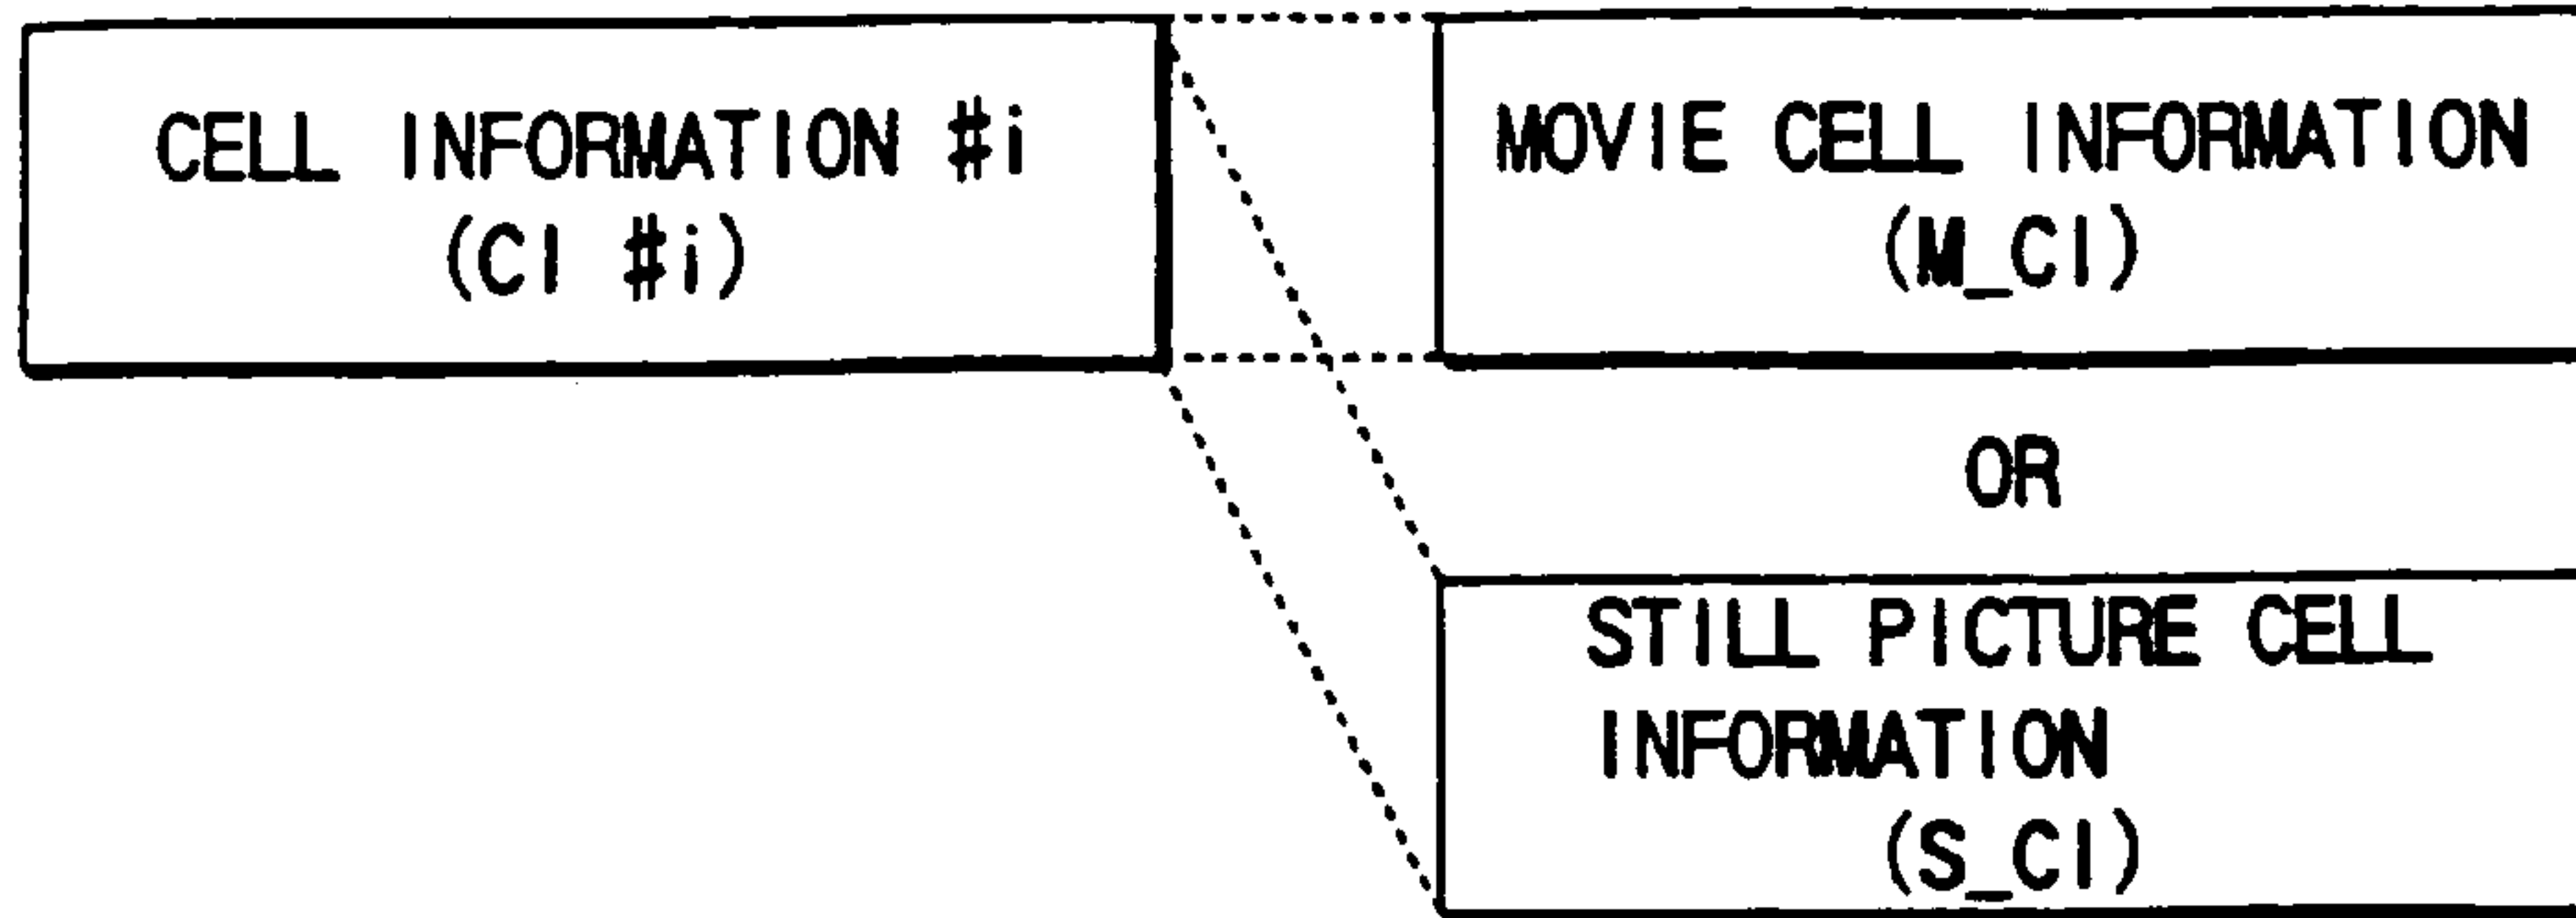 CELL INFORMATION #i
(CI #i)
MOVIE CELL INFORMATION
(M_CI)
OR
STILL PICTURE CELL
INFORMATION
(S_CI)